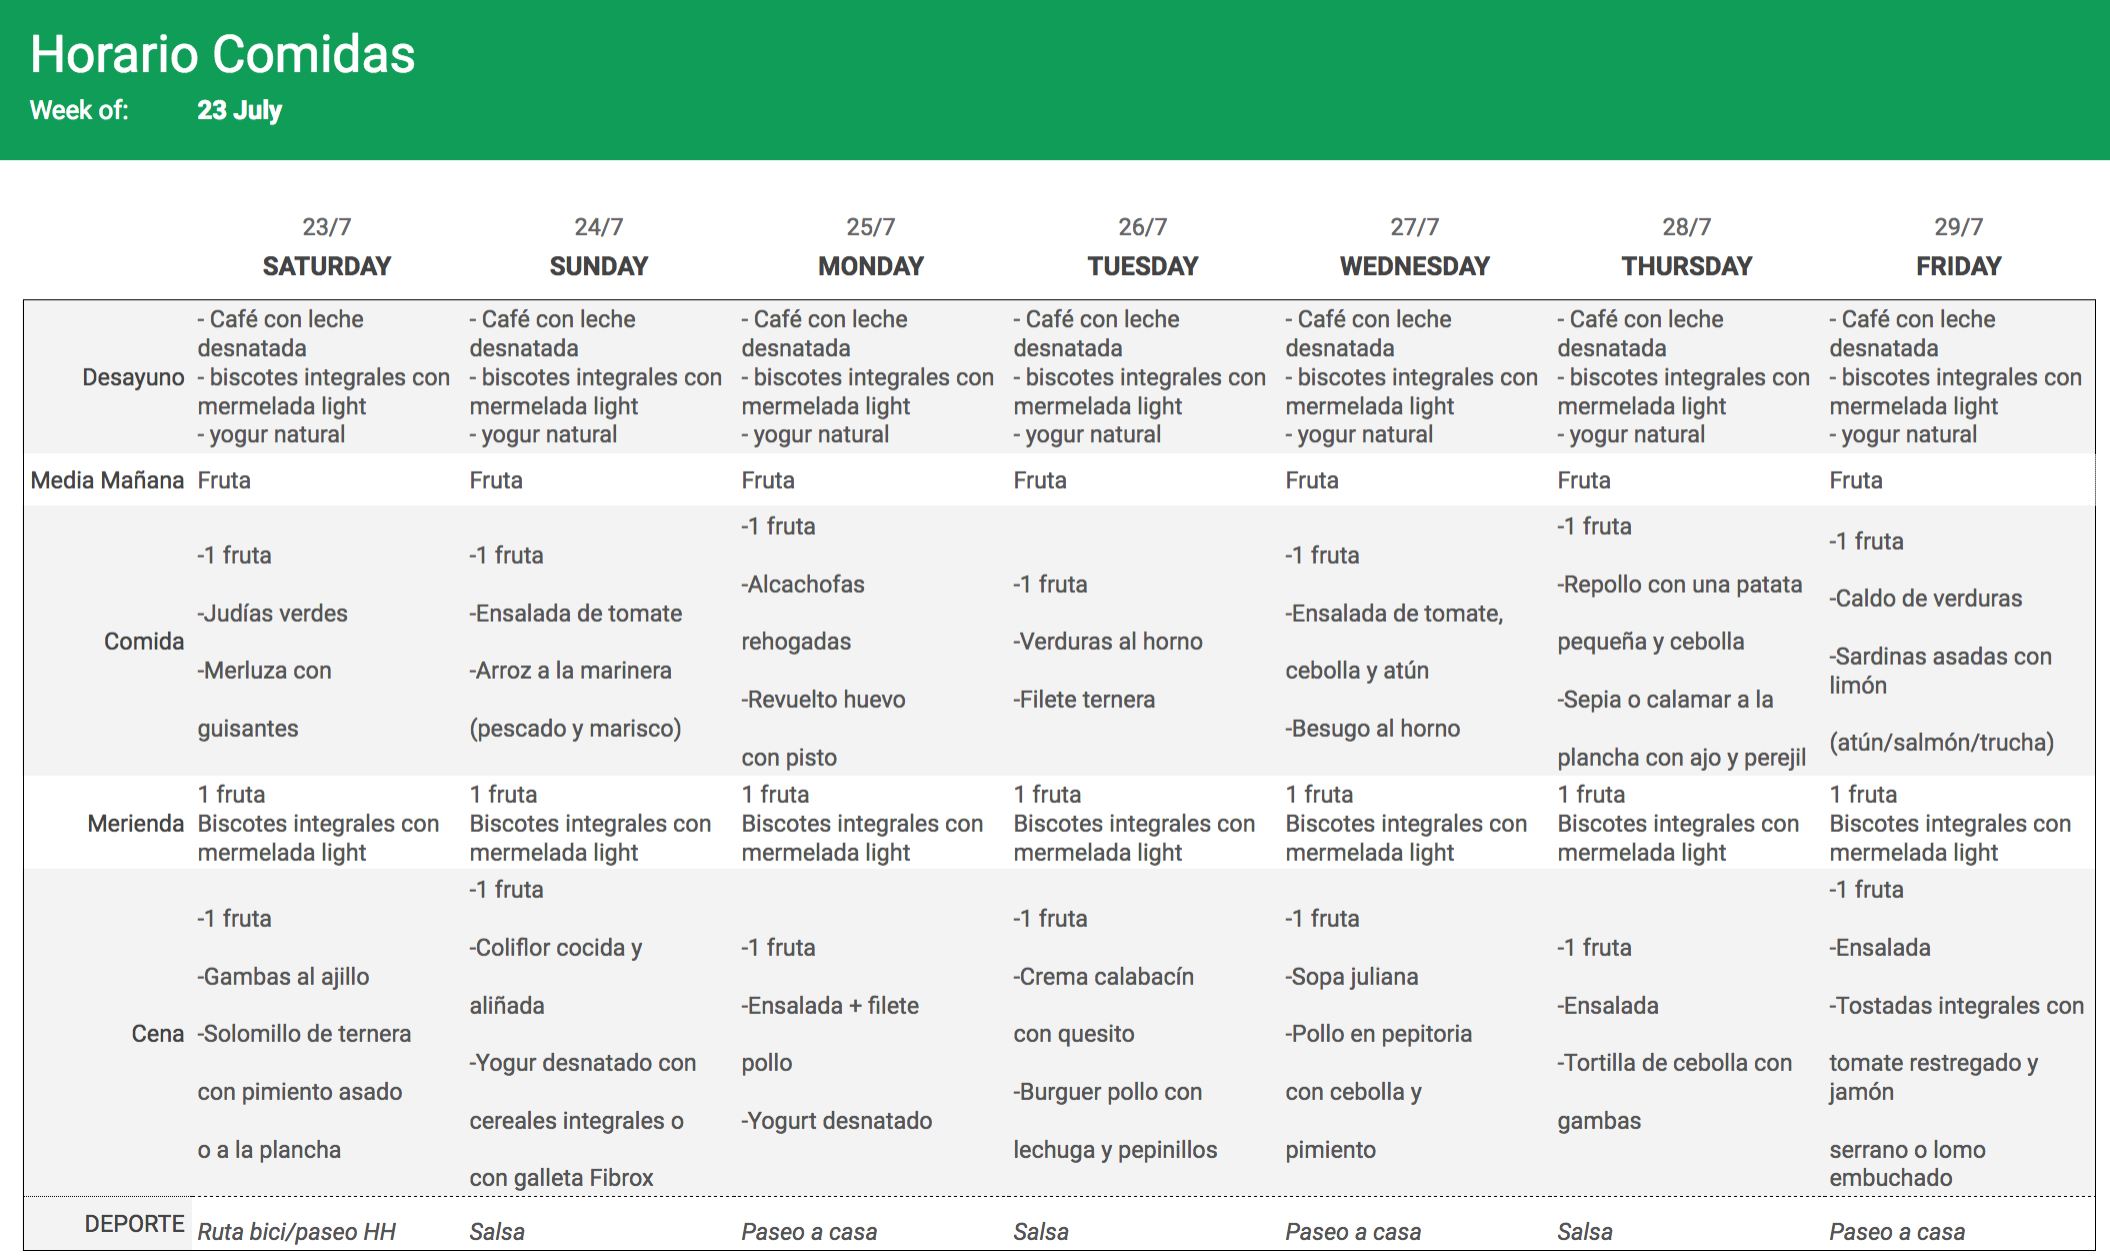 Horario Comidas
Week of: 23 July
23/7 24/7 25/7 26/7 27/7 28/7 29/7
SATURDAY SUNDAY MONDAY TUESDAY WEDNESDAY THURSDAY FRIDAY
Desayuno
- Café con leche
desnatada
- biscotes integrales con
mermelada light
- yogur natural
- Café con leche
desnatada
- biscotes integrales con
mermelada light
- yogur natural
- Café con leche
desnatada
- biscotes integrales con
mermelada light
- yogur natural
- Café con leche
desnatada
- biscotes integrales con
mermelada light
- yogur natural
- Café con leche
desnatada
- biscotes integrales con
mermelada light
- yogur natural
- Café con leche
desnatada
- biscotes integrales con
mermelada light
- yogur natural
- Café con leche
desnatada
- biscotes integrales con
mermelada light
- yogur natural
Media Mañana Fruta Fruta Fruta Fruta Fruta Fruta Fruta
Comida
-1 fruta
-Judías verdes
-Merluza con
guisantes
-1 fruta
-Ensalada de tomate
-Arroz a la marinera
(pescado y marisco)
-1 fruta
-Alcachofas
rehogadas
-Revuelto huevo
con pisto
-1 fruta
-Verduras al horno
-Filete ternera
-1 fruta
-Ensalada de tomate,
cebolla y atún
-Besugo al horno
-1 fruta
-Repollo con una patata
pequeña y cebolla
-Sepia o calamar a la
plancha con ajo y perejil
-1 fruta
-Caldo de verduras
-Sardinas asadas con
limón
(atún/salmón/trucha)
Merienda
1 fruta
Biscotes integrales con
mermelada light
1 fruta
Biscotes integrales con
mermelada light
1 fruta
Biscotes integrales con
mermelada light
1 fruta
Biscotes integrales con
mermelada light
1 fruta
Biscotes integrales con
mermelada light
1 fruta
Biscotes integrales con
mermelada light
1 fruta
Biscotes integrales con
mermelada light
Cena
-1 fruta
-Gambas al ajillo
-Solomillo de ternera
con pimiento asado
o a la plancha
-1 fruta
-Coliflor cocida y
aliñada
-Yogur desnatado con
cereales integrales o
con galleta Fibrox
-1 fruta
-Ensalada + filete
pollo
-Yogurt desnatado
-1 fruta
-Crema calabacín
con quesito
-Burguer pollo con
lechuga y pepinillos
-1 fruta
-Sopa juliana
-Pollo en pepitoria
con cebolla y
pimiento
-1 fruta
-Ensalada
-Tortilla de cebolla con
gambas
-1 fruta
-Ensalada
-Tostadas integrales con
tomate restregado y
jamón
serrano o lomo
embuchado
DEPORTE Ruta bici/paseo HH Salsa Paseo a casa Salsa Paseo a casa Salsa Paseo a casa